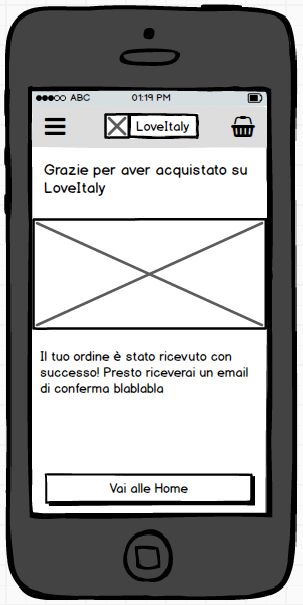 ABC 01:19 PM
LoveItaly
Grazie per aver acquistato su
LoveItaly
Il tuo ordine è stato ricevuto con
successo! Presto riceverai un email
di conferma blablabla
Vai alle Home